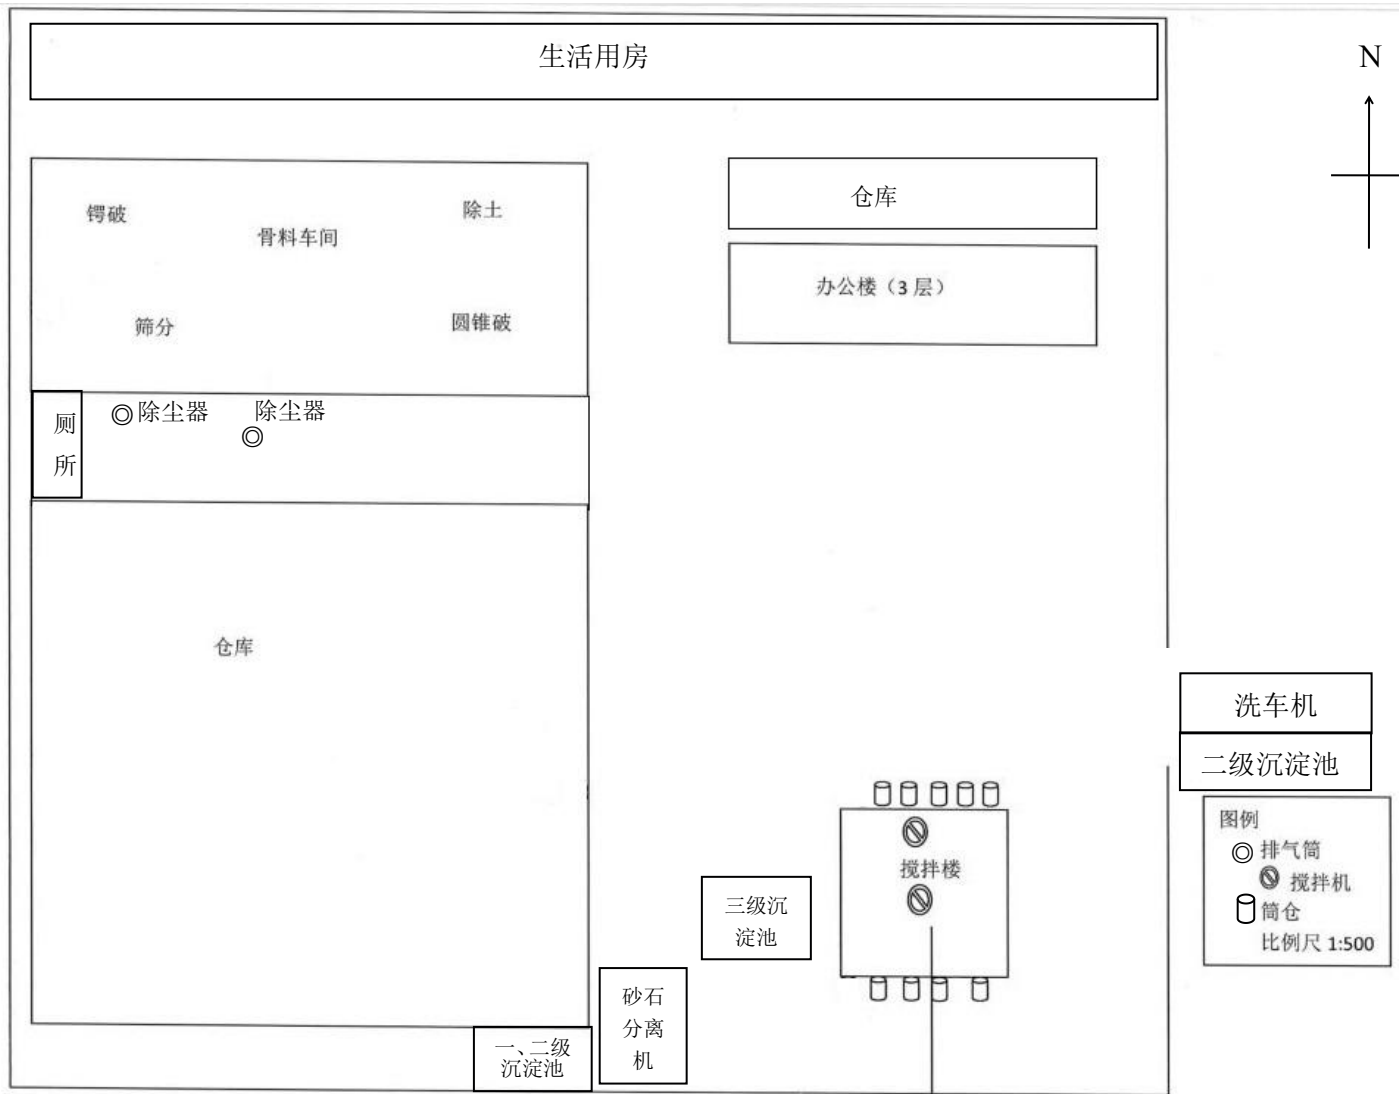 生活用房
N
锷破
除土
骨料车间
仓库
办公楼（3 层）
筛分
圆锥破
厕
所
除尘器
除尘器
仓库
洗车机
二级沉淀池
搅拌楼
三级沉
淀池
砂石
分离
机
一、二级
沉淀池
图例
排气筒
搅拌机
筒仓
比例尺 1:500